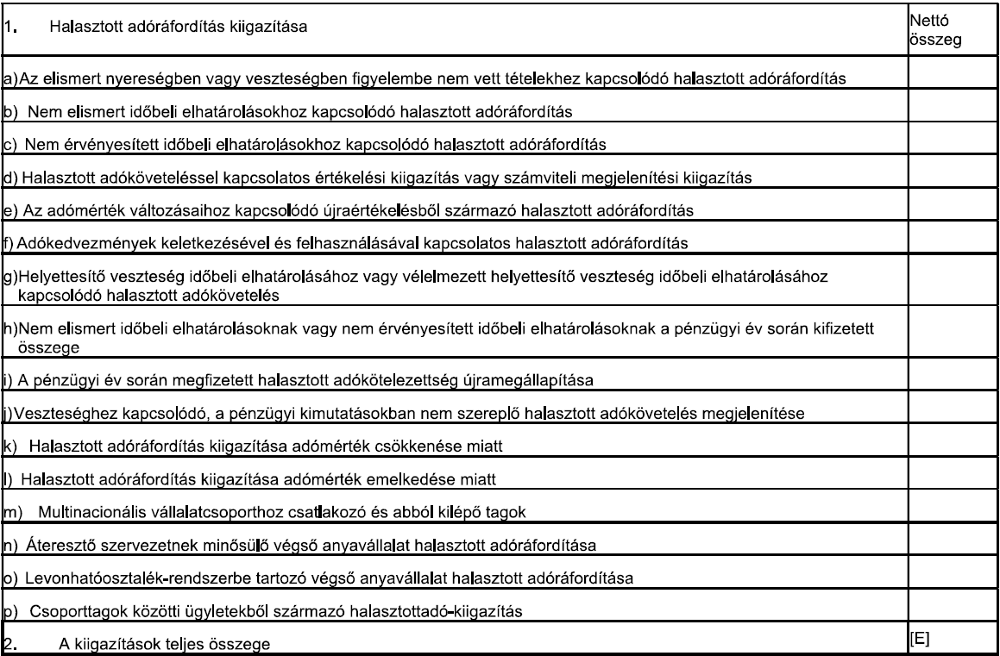 1. Halasztott adóráfordítás kiigazítása
Nettó
összeg
a)Az elismert nyereségben vagy veszteségben figyelembe nem vett tételekhez kapcsolódó halasztott adóráfordítás
b) Nem elismert időbeli elhatárolásokhoz kapcsolódó halasztott adóráfordítás
c) Nem érvényesített időbeli elhatárolásokhoz kapcsolódó halasztott adóráfordítás
d) Halasztott adóköveteléssel kapcsolatos értékelési kiigazítás vagy számviteli megjelenítési kiigazítás
e) Az adómérték változásaihoz kapcsolódó újraértékelésből származó halasztott adóráfordítás
f) Adókedvezmények keletkezésével és felhasználásával kapcsolatos halasztott adóráfordítás
g)Helyettesítő veszteség időbeli elhatárolásához vagy vélelmezett helyettesítő veszteség időbeli elhatárolásához
kapcsolódó halasztott adókövetelés
h)Nem elismert időbeli elhatárolásoknak vagy nem érvényesített időbeli elhatárolásoknak a pénzügyi év során kifizetett
összege
i) A pénzügyi év során megfizetett halasztott adókötelezettség újramegállapítása
j)Veszteséghez kapcsolódó, a pénzügyi kimutatásokban nem szereplő halasztott adókövetelés megjelenítése
k) Halasztott adóráfordítás kiigazítása adómérték csökkenése miatt
l) Halasztott adóráfordítás kiigazítása adómérték emelkedése miatt
m) Multinacionális vállalatcsoporthoz csatlakozó és abból kilépő tagok
n) Áteresztő szervezetnek minősülő végső anyavállalat halasztott adóráfordítása
o) Levonhatóosztalék-rendszerbe tartozó végső anyavállalat halasztott adóráfordítása
p) Csoporttagok közötti ügyletekből származó halasztottadó-kiigazítás
2. A kiigazítások teljes összege
[E]